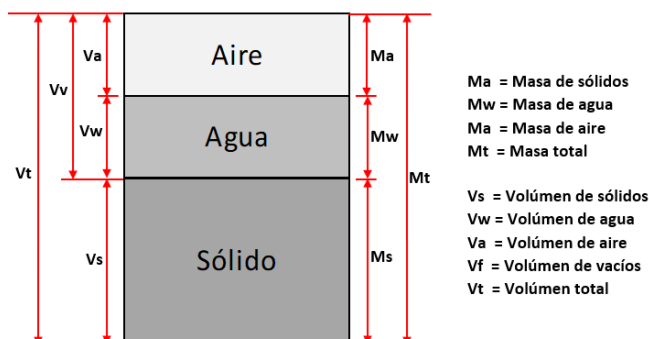 Va
Aire
Ma
Vv
Vw
Agua
Mw
Vt
Mt
Vs
Sólido
Ms
Ma = Masa de sólidos
Mw = Masa de agua
Ma = Masa de aire
Mt = Masa total
Vs = Volúmen de sólidos
Vw = Volúmen de agua
Va = Volúmen de aire
Vf = Volúmen de vacíos
Vt = Volúmen total